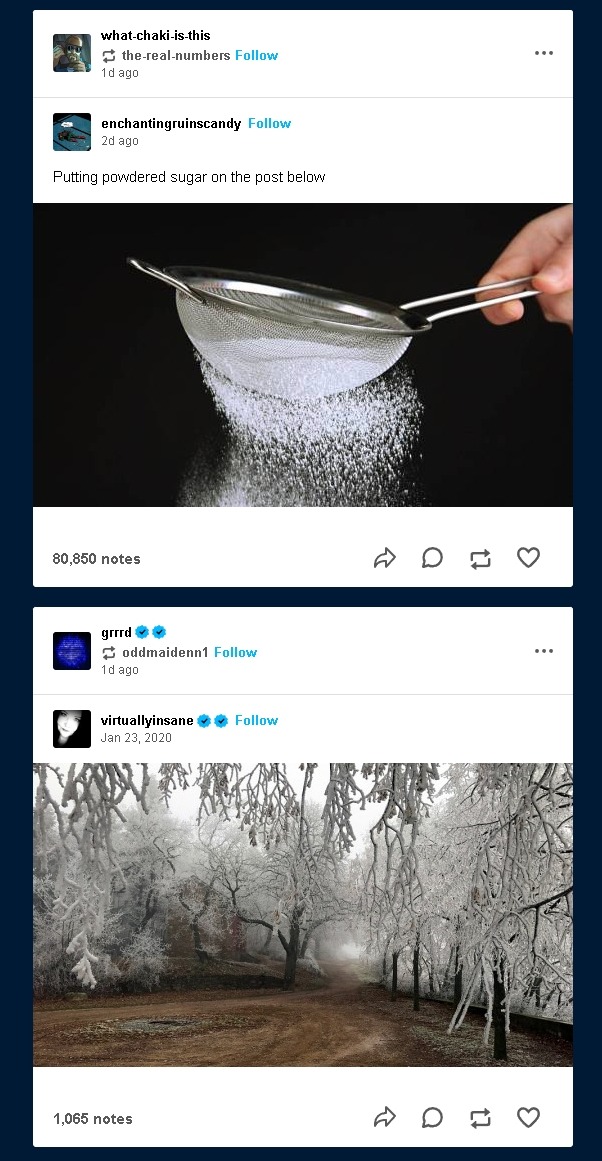 what-chaki-is-this
the-real-numbers Follow
1d ago
enchantingruinscandy Follow
2d ago
Putting powdered sugar on the post below
80,850 notes
grrrd
oddmaidenn1 Follow
1d ago
virtuallyinsane Follow
Jan 23, 2020
1,065 notes